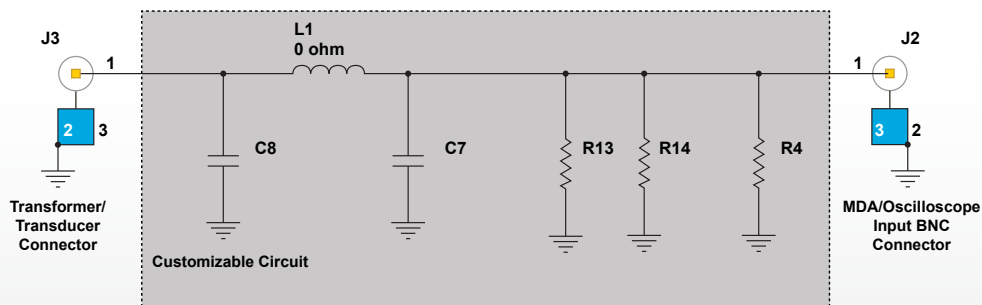 J3
1
2
3
Transformer/
Transducer
Connector
L1
0 ohm
C8
C7
R13
R14
R4
Customizable Circuit
J2
1
3
2
MDA/Oscilloscope
Input BNC
Connector